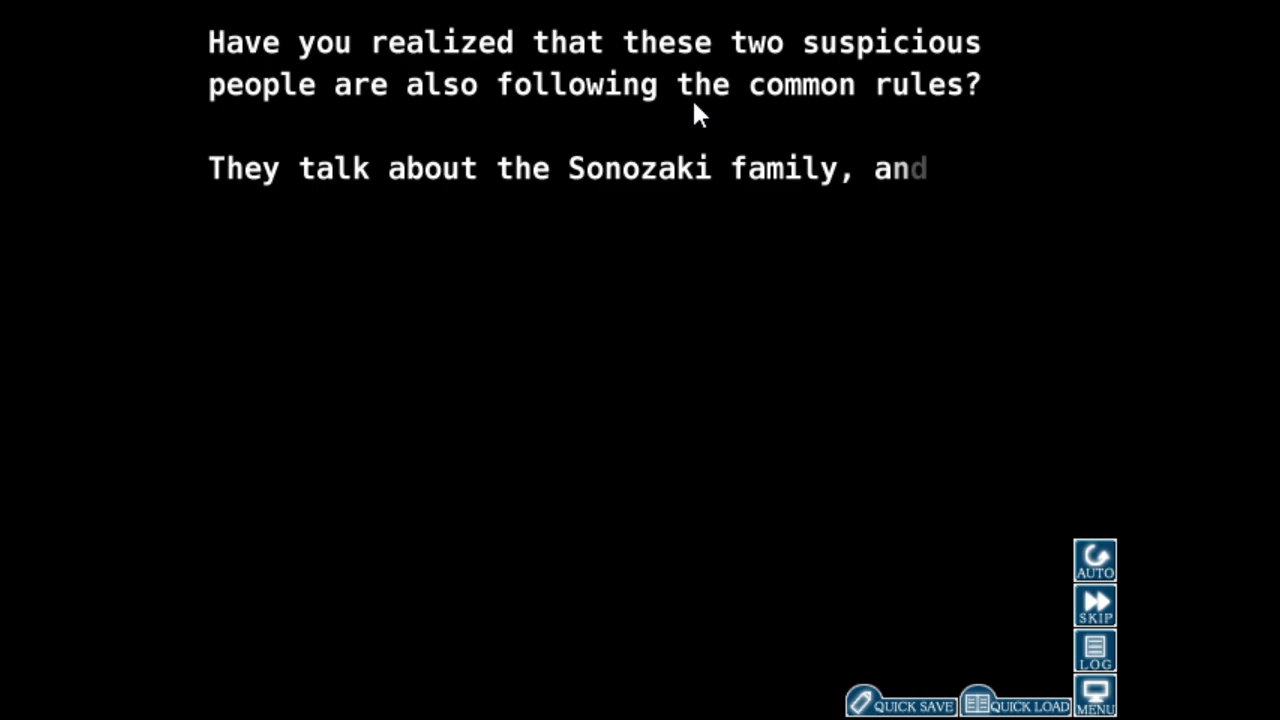 Have you realized that these two suspicious
people are also following the common rules?
They talk about the Sonozaki family, and
AUTO
SKIP
LOG
QUICK SAVE
QUICK LOAD
MENU